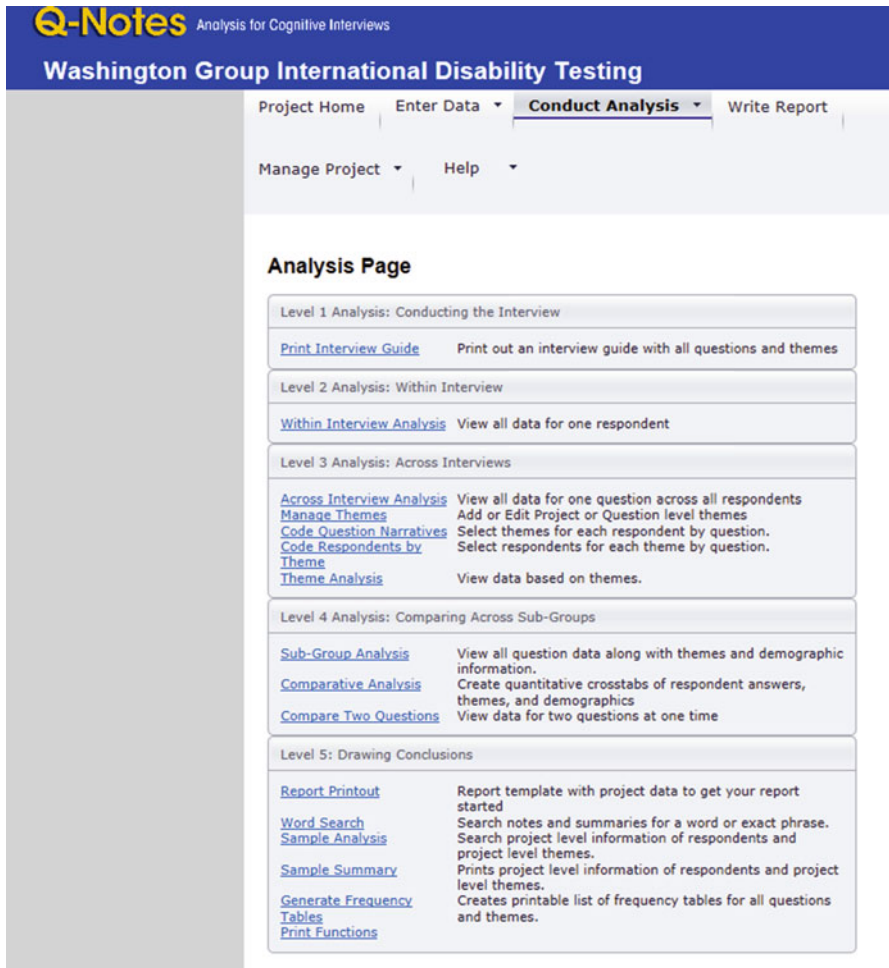 Q-Notes Analysis for Cognitive Interviews
Washington Group International Disability Testing
Project Home Enter Data Conduct Analysis Write Report
Manage Project Help
Analysis Page
Level 1 Analysis: Conducting the Interview
Print Interview Guide Print out an interview guide with all questions and themes
Level 2 Analysis: Within Interview
Within Interview Analysis View all data for one respondent
Level 3 Analysis: Across Interviews
Across Interview Analysis View all data for one question across all respondents
Manage Themes Add or Edit Project or Question level themes
Code Question Narratives Select themes for each respondent by question.
Code Respondents by Select respondents for each theme by question.
Theme
Theme Analysis View data based on themes.
Level 4 Analysis: Comparing Across Sub-Groups
Sub-Group Analysis View all question data along with themes and demographic
information.
Comparative Analysis Create quantitative crosstabs of respondent answers,
themes, and demographics
Compare Two Questions View data for two questions at one time
Level 5: Drawing Conclusions
Report Printout Report template with project data to get your report
started
Word Search Search notes and summaries for a word or exact phrase.
Sample Analysis Search project level information of respondents and
project level themes.
Sample Summary Prints project level information of respondents and project
level themes.
Generate Frequency Creates printable list of frequency tables for all questions
Tables and themes.
Print Functions